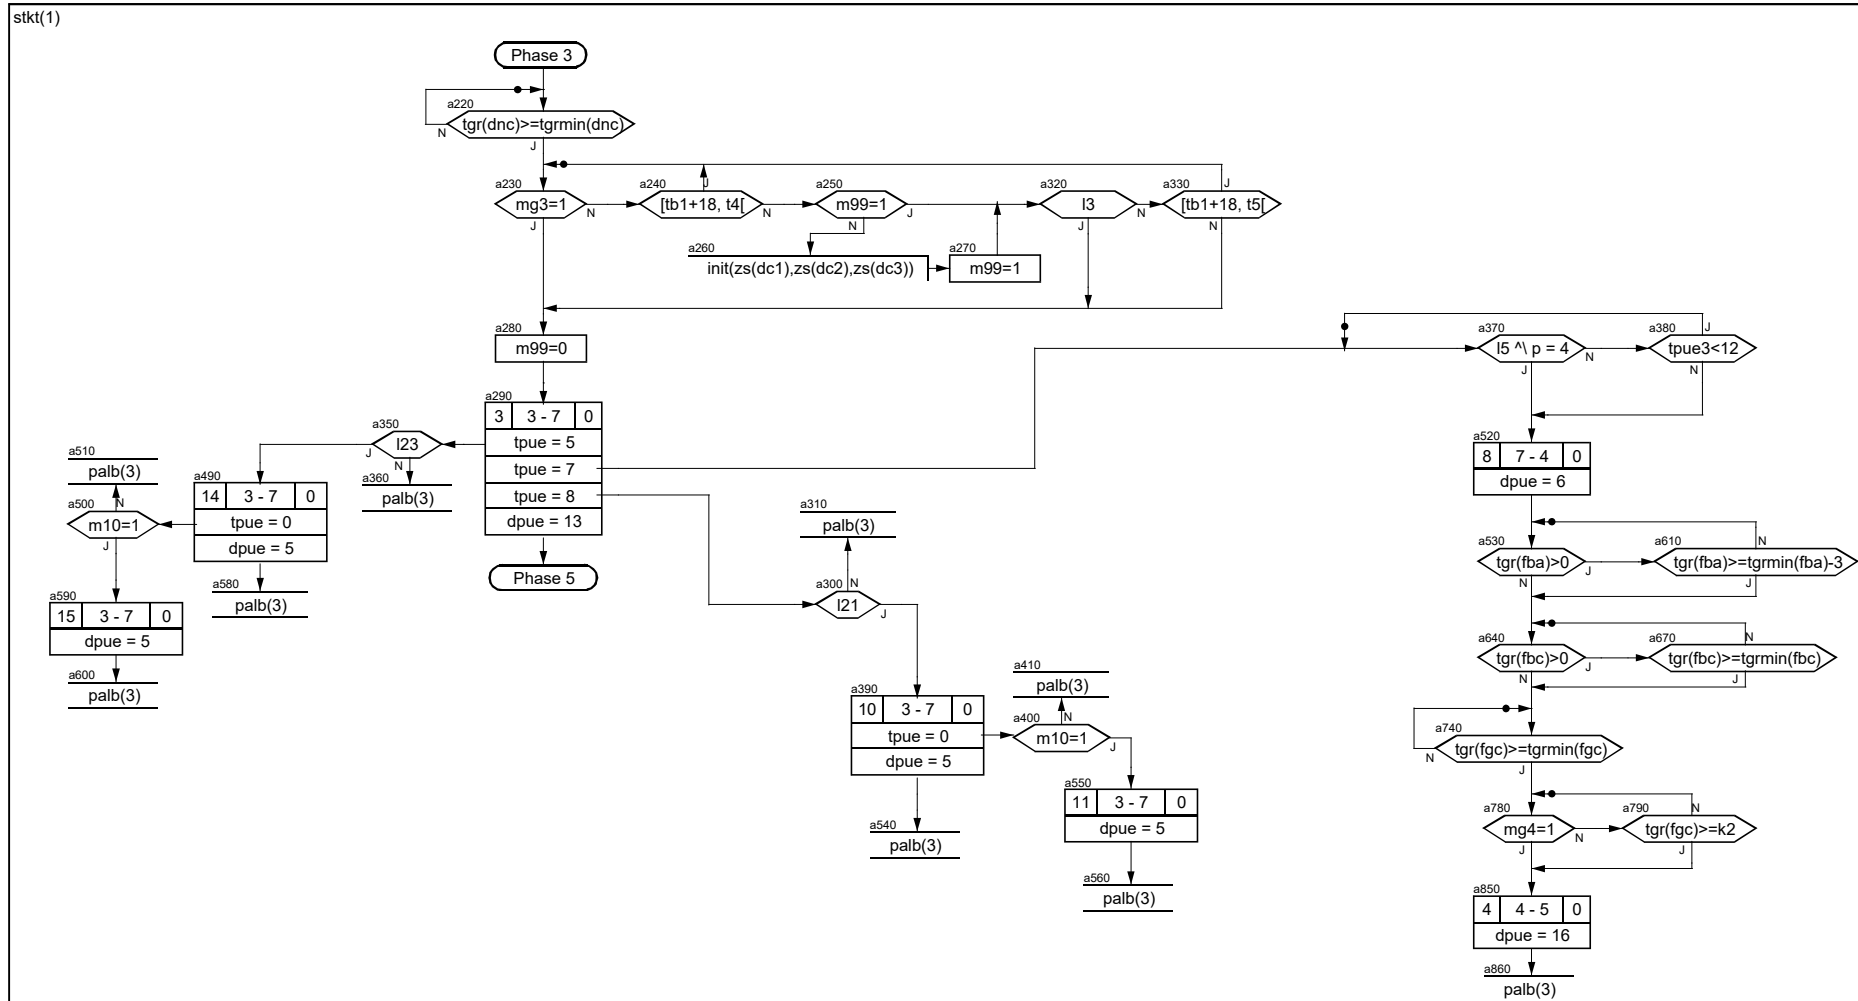 stkt(1)
Phase 3
a220
tgr(dnc)>=tgrmin(dnc)
N
J
a230
mg3=1
N
J
a240
[tb1+18, t4[
J
N
a250
m99=1
J
N
a320
l3
N
J
a330
[tb1+18, t5[
J
N
a260
init(zs(dc1),zs(dc2),zs(dc3))
a270
m99=1
a280
m99=0
a370
l5 ^\ p = 4
N
J
a380
tpue3<12
J
N
a290
3 3 - 7 0
tpue = 5
tpue = 7
tpue = 8
dpue = 13
Phase 5
a350
l23
J
N
a360
palb(3)
a510
palb(3)
a500
m10=1
N
J
a490
14 3 - 7 0
tpue = 0
dpue = 5
a580
palb(3)
a590
15 3 - 7 0
dpue = 5
a600
palb(3)
a310
palb(3)
a300
l21
N
J
a390
10 3 - 7 0
tpue = 0
dpue = 5
a410
palb(3)
a400
m10=1
N
J
a540
palb(3)
a550
11 3 - 7 0
dpue = 5
a560
palb(3)
a520
8 7 - 4 0
dpue = 6
a530
tgr(fba)>0
J
N
a610
tgr(fba)>=tgrmin(fba)-3
N
J
a640
tgr(fbc)>0
J
N
a670
tgr(fbc)>=tgrmin(fbc)
N
J
a740
tgr(fgc)>=tgrmin(fgc)
N
J
a780
mg4=1
N
J
a790
tgr(fgc)>=k2
N
J
a850
4 4 - 5 0
dpue = 16
a860
palb(3)